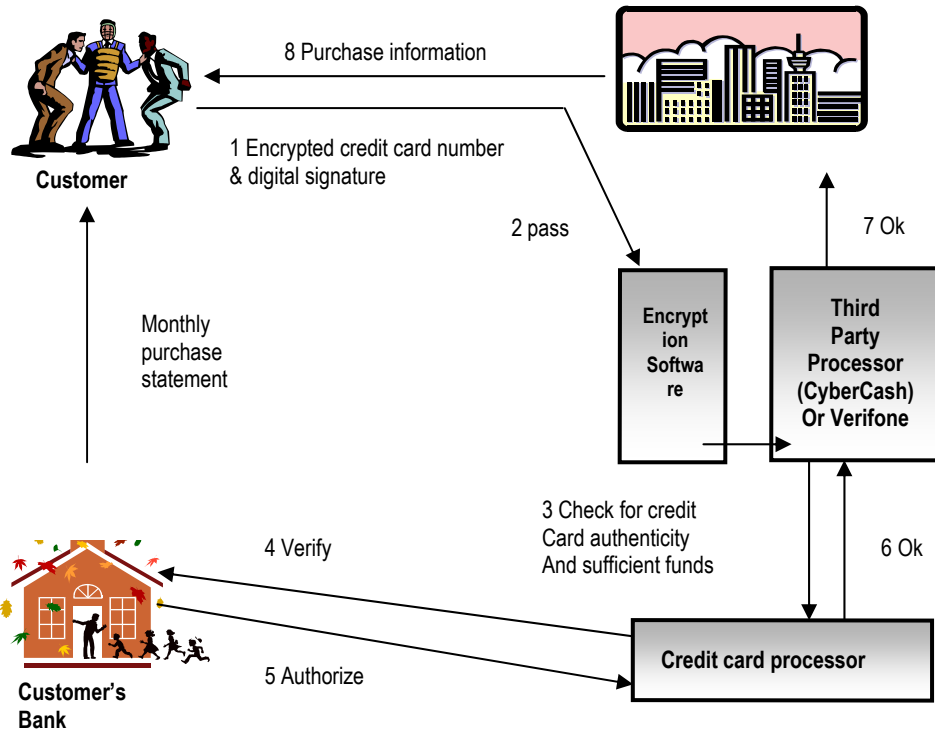 8 Purchase information
1 Encrypted credit card number
& digital signature
Customer
2 pass
7 Ok
Encrypt
ion
Softwa
re
Third
Party
Processor
(CyberCash)
Or Verifone
Monthly
purchase
statement
3 Check for credit
Card authenticity
And sufficient funds
6 Ok
4 Verify
5 Authorize
Credit card processor
Customer’s
Bank